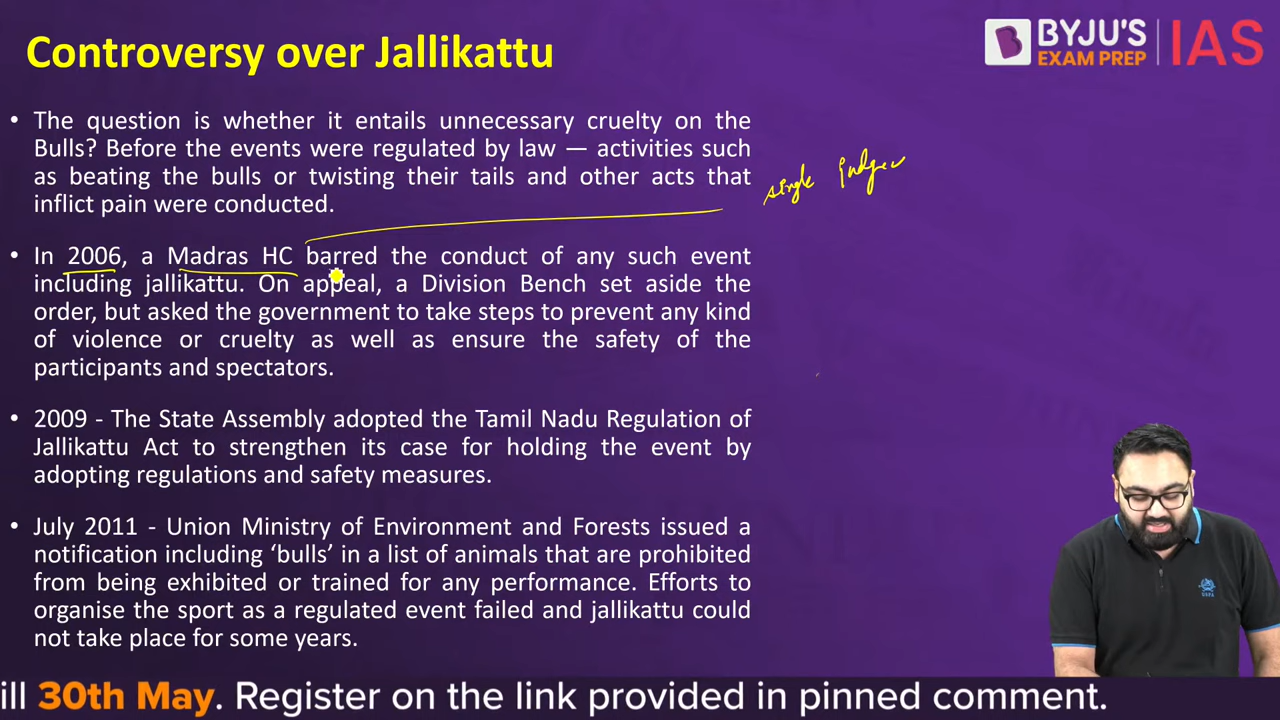 Controversy over Jallikattu
BYJU'S
EXAM PREP
IAS
• The question is whether it entails unnecessary cruelty on the
Bulls? Before the events were regulated by law — activities such
as beating the bulls or twisting their tails and other acts that
inflict pain were conducted.
single Judge
• In 2006, a Madras HC barred the conduct of any such event
including jallikattu. On appeal, a Division Bench set aside the
order, but asked the government to take steps to prevent any kind
of violence or cruelty as well as ensure the safety of the
participants and spectators.
• 2009 - The State Assembly adopted the Tamil Nadu Regulation of
Jallikattu Act to strengthen its case for holding the event by
adopting regulations and safety measures.
• July 2011 - Union Ministry of Environment and Forests issued a
notification including ‘bulls’ in a list of animals that are prohibited
from being exhibited or trained for any performance. Efforts to
organise the sport as a regulated event failed and jallikattu could
not take place for some years.
ill 30th May. Register on the link provided in pinned comment.